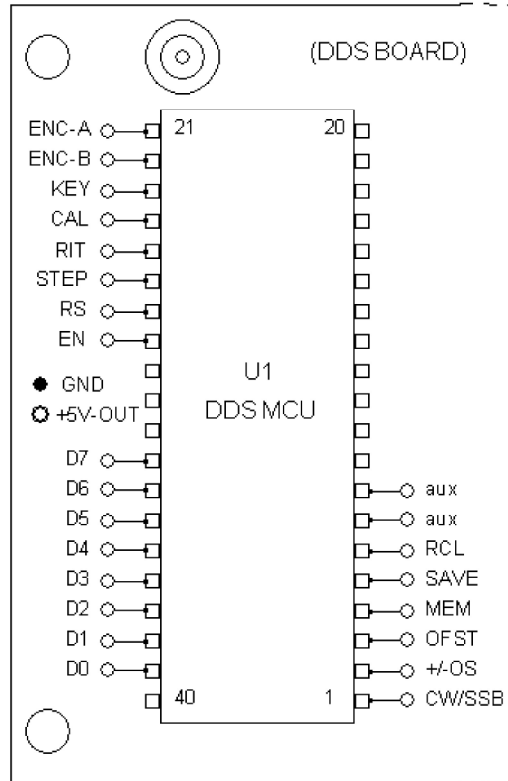 (DDS BOARD)
ENC-A 21 20
ENC-B
KEY
CAL
RIT
STEP
RS
EN
U1
GND
+5V-OUT DDS MCU
D7
D6 aux
D5 aux
D4 RCL
D3 SAVE
D2 MEM
D1 OFST
D0 +/-OS
40 1 CW/SSB